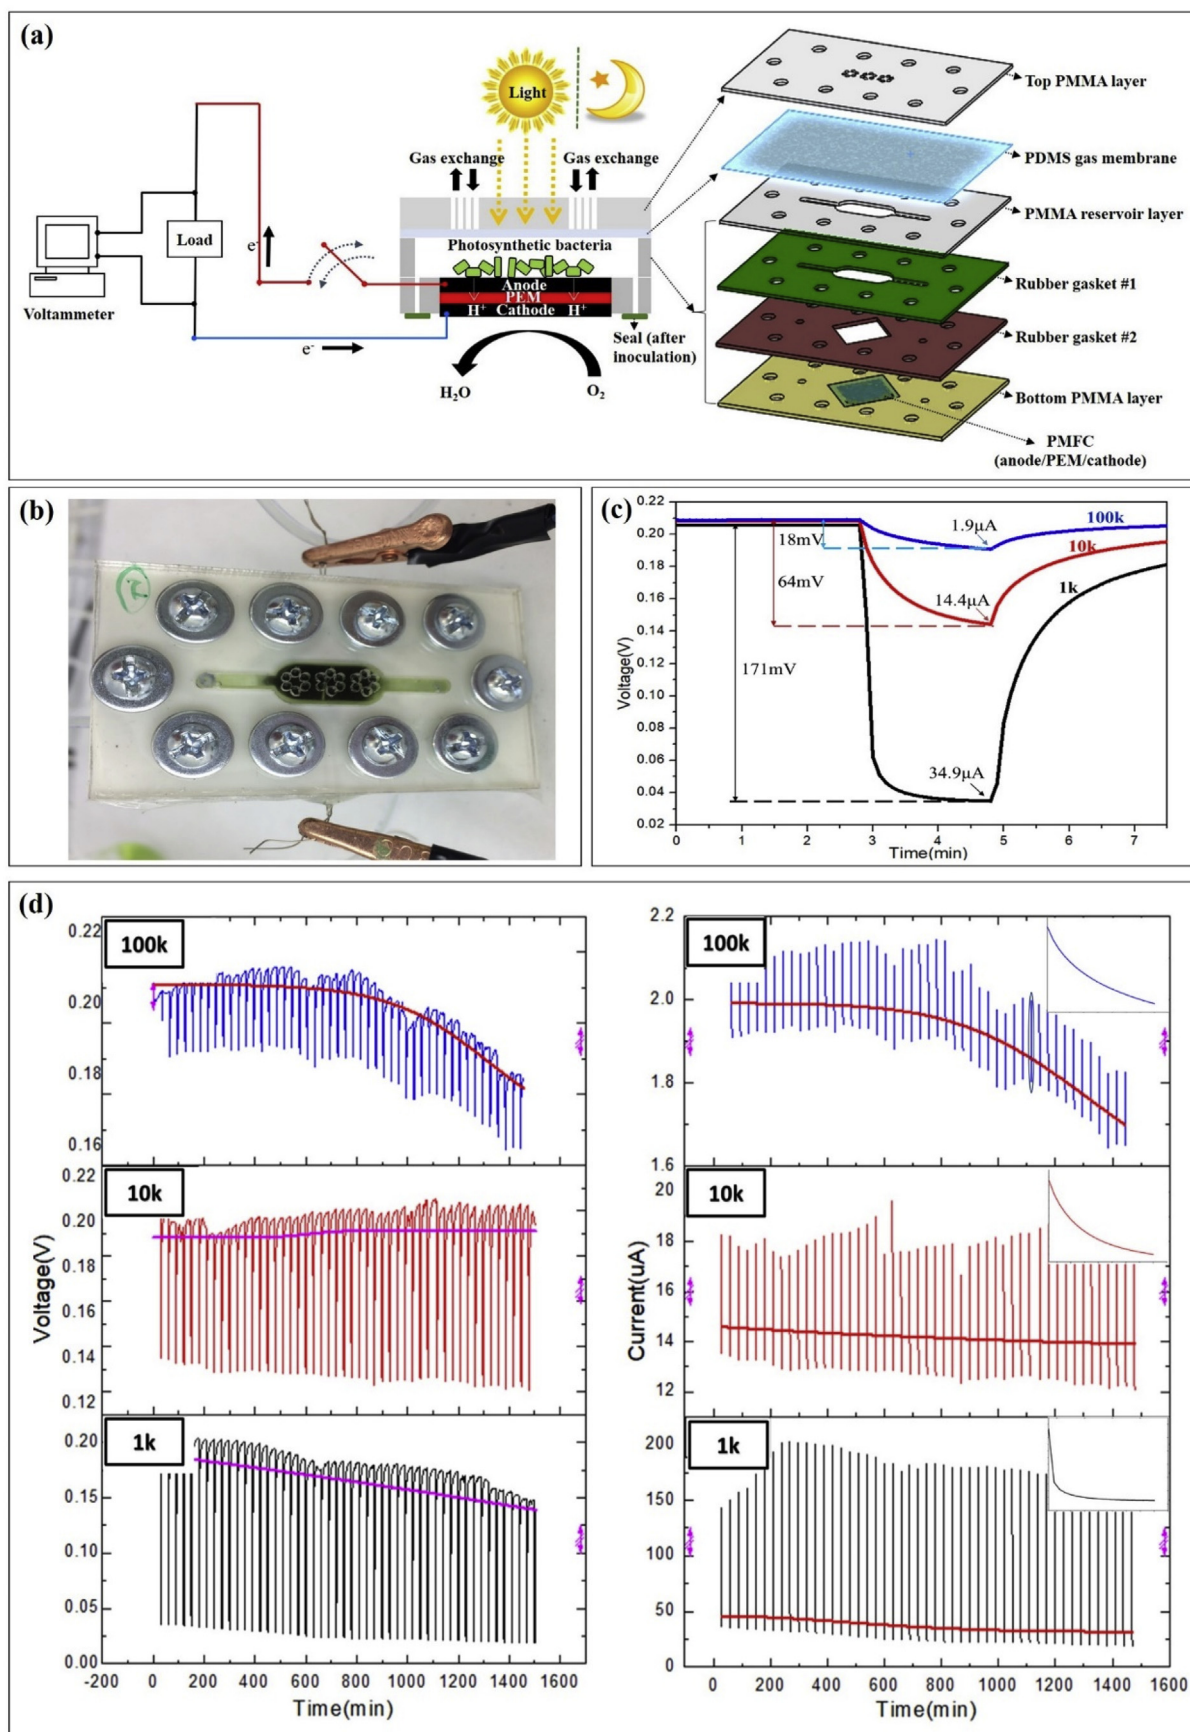 (a)
Light
Gas exchange
Gas exchange
Photosynthetic bacteria
Anode
PEM
Cathode
H+
H+
Load
e-
e-
Voltammeter
Seal (after
inoculation)
H2O
O2
Top PMMA layer
PDMS gas membrane
PMMA reservoir layer
Rubber gasket #1
Rubber gasket #2
Bottom PMMA layer
PMFC
(anode/PEM/cathode)
(b)
(c)
0.22
0.20
0.18
0.16
0.14
0.12
0.10
0.08
0.06
0.04
0.02
Voltage(V)
18mV
64mV
171mV
1.9μA
14.4μA
34.9μA
100k
10k
1k
0 1 2 3 4 5 6 7
Time(min)
(d)
100k
0.22
0.20
0.18
0.16
10k
0.22
0.20
0.18
0.16
0.14
0.12
1k
0.20
0.15
0.10
0.05
0.00
Voltage(V)
-200 0 200 400 600 800 1000 1200 1400 1600
Time(min)
100k
2.2
2.0
1.8
1.6
10k
20
18
16
14
12
1k
200
150
100
50
0
Current(uA)
0 200 400 600 800 1000 1200 1400 1600
Time(min)